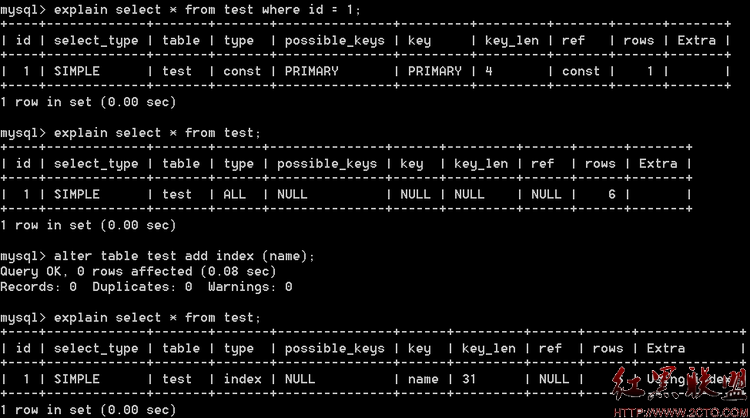 mysql> explain select * from test where id = 1;
+----+-------------+-------+-------+---------------+---------+---------+-------+------+-------+
| id | select_type | table | type | possible_keys | key | key_len | ref | rows | Extra |
+----+-------------+-------+-------+---------------+---------+---------+-------+------+-------+
| 1 | SIMPLE | test | const | PRIMARY | PRIMARY | 4 | const | 1 | |
+----+-------------+-------+-------+---------------+---------+---------+-------+------+-------+
1 row in set (0.00 sec)
mysql> explain select * from test;
+----+-------------+-------+------+---------------+------+---------+------+------+-------+
| id | select_type | table | type | possible_keys | key | key_len | ref | rows | Extra |
+----+-------------+-------+------+---------------+------+---------+------+------+-------+
| 1 | SIMPLE | test | ALL | NULL | NULL | NULL | NULL | 6 | |
+----+-------------+-------+------+---------------+------+---------+------+------+-------+
1 row in set (0.00 sec)
mysql> alter table test add index (name);
Query OK, 0 rows affected (0.08 sec)
Records: 0 Duplicates: 0 Warnings: 0
mysql> explain select * from test;
+----+-------------+-------+-------+---------------+------+---------+------+------+-------------+
| id | select_type | table | type | possible_keys | key | key_len | ref | rows | Extra |
+----+-------------+-------+-------+---------------+------+---------+------+------+-------------+
| 1 | SIMPLE | test | index | NULL | name | 31 | NULL | | Using index |
+----+-------------+-------+-------+---------------+------+---------+------+------+-------------+
1 row in set (0.00 sec)
红黑联盟
HTTP://WWW.2CTO.COM